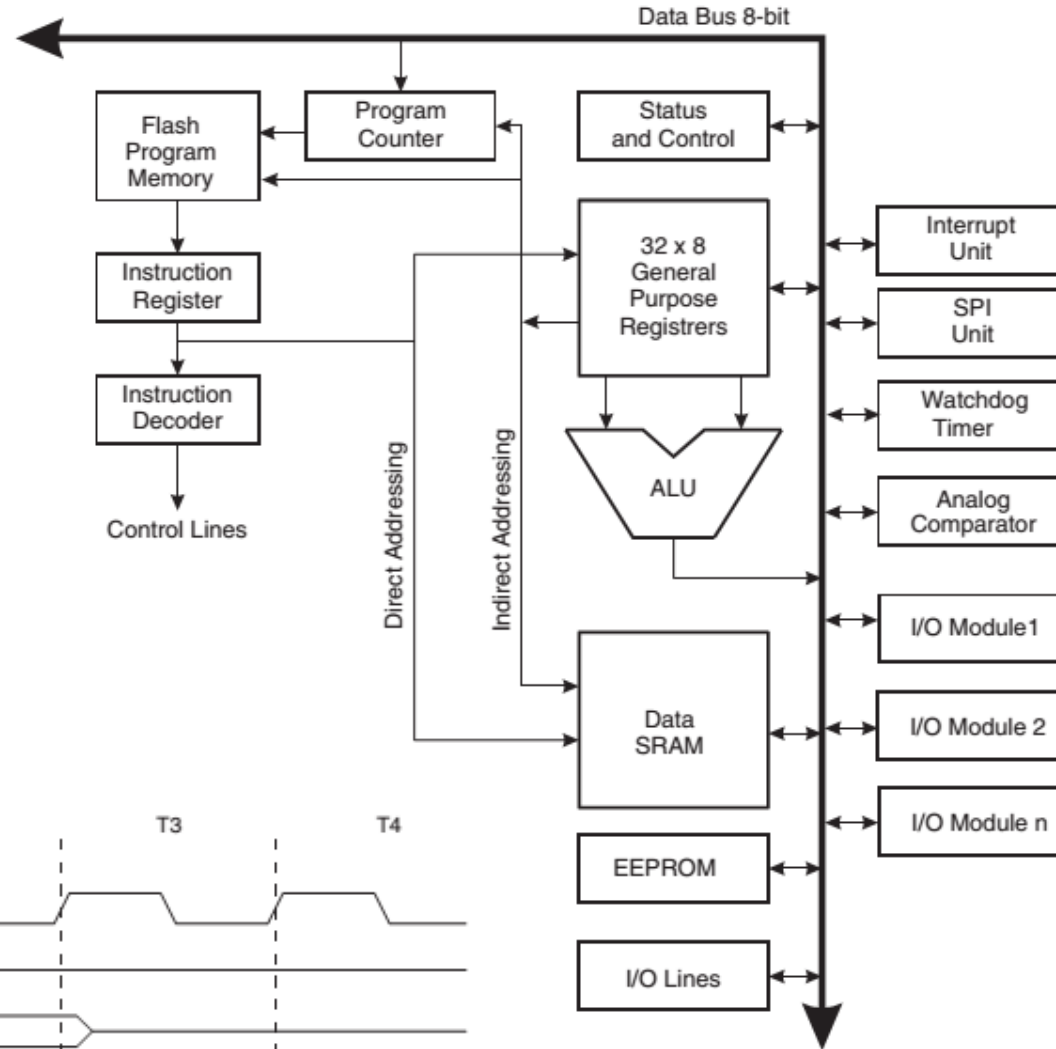 Data Bus 8-bit
Flash
Program
Memory
Program
Counter
Status
and Control
Instruction
Register
32 x 8
General
Purpose
Registrers
Interrupt
Unit
SPI
Unit
Instruction
Decoder
Watchdog
Timer
Control Lines
Direct Addressing
Indirect Addressing
ALU
Analog
Comparator
I/O Module1
Data
SRAM
I/O Module 2
I/O Module n
T3
T4
EEPROM
I/O Lines